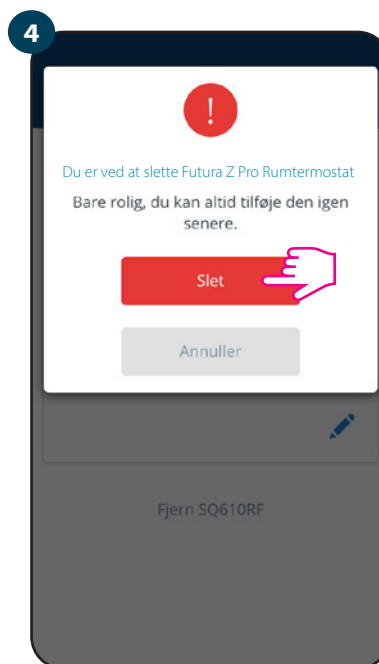 4
!
Du er ved at slette Futura Z Pro Rumtermostat
Bare rolig, du kan altid tilføje den igen
senere.
Slet
Annuller
Fjern SQ610RF